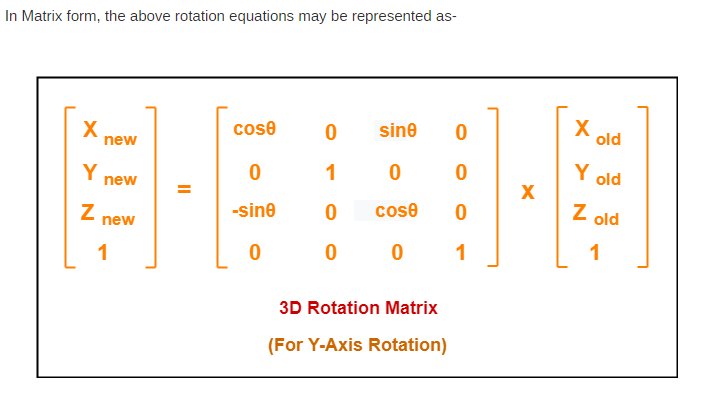 In Matrix form, the above rotation equations may be represented as-
X new cosθ 0 sinθ 0 X old
Y new 0 1 0 0 Y old
= X
Z new -sinθ 0 cosθ 0 Z old
1 0 0 0 1 1
3D Rotation Matrix
(For Y-Axis Rotation)